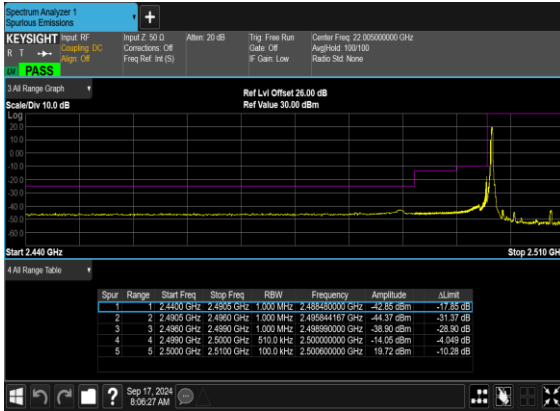 Spectrum Analyzer 1
Spurious Emissions
+
KEYSIGHT Input: RF Input Z: 50 Ω Atten: 20 dB Trig: Free Run Center Freq: 22.005000000 GHz
R T Coupling: DC Corrections: Off Gate: Off Avg|Hold: 100/100
Align: Off Freq Ref: Int (S) IF Gain: Low Radio Std: None
PASS
3 All Range Graph
Ref Lvl Offset 26.00 dB
Scale/Div 10.0 dB Ref Value 30.00 dBm
Log
20.0
10.0
0.00
-10.0
-20.0
-30.0
-40.0
-50.0
-60.0
Start 2.440 GHz Stop 2.510 GH
4 All Range Table
Spur Range Start Freq Stop Freq RBW Frequency Amplitude ΔLimit
1 1 2.4400 GHz 2.4905 GHz 1.000 MHz 2.488480000 GHz -42.85 dBm -17.85 dB
2 2 2.4905 GHz 2.4960 GHz 1.000 MHz 2.495844167 GHz -44.37 dBm -31.37 dB
3 3 2.4960 GHz 2.4990 GHz 1.000 MHz 2.498990000 GHz -38.90 dBm -28.90 dB
4 4 2.4990 GHz 2.5000 GHz 510.0 kHz 2.500000000 GHz -14.05 dBm -4.049 dB
5 5 2.5000 GHz 2.5100 GHz 100.0 kHz 2.500600000 GHz 19.72 dBm -10.28 dB
? Sep 17, 2024
8:06:27 AM